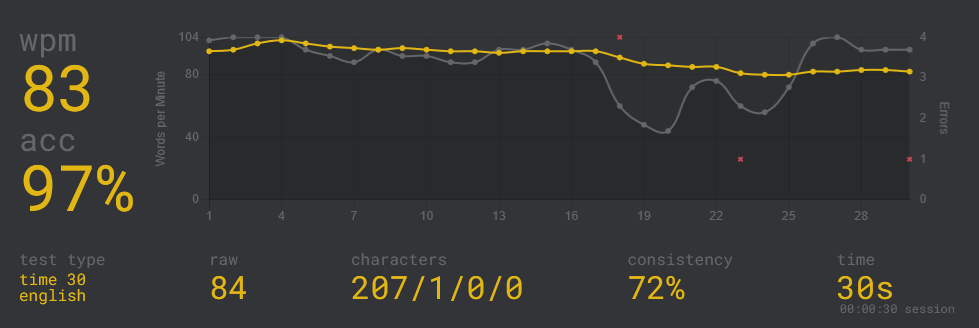 wpm
83
acc
97%
Words per Minute
104
80
40
0
1 4 7 10 13 16 19 22 25 28
4
3
2
1
0
Errors
test type
time 30
english
raw
84
characters
207/1/0/0
consistency
72%
time
30s
00:00:30 session